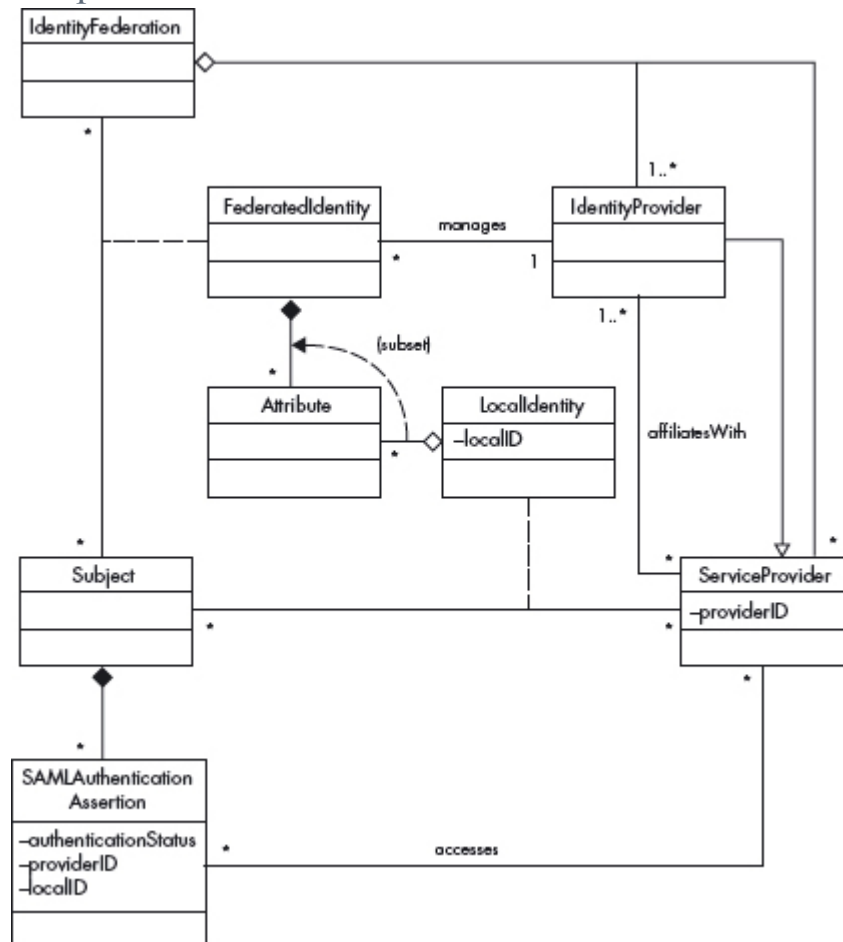 IdentityFederation
*
1..*
FederatedIdentity
manages
IdentityProvider
*
1
1..*
{subset}
*
Attribute
LocalIdentity
*
–localID
affiliatesWith
*
*
*
Subject
ServiceProvider
–providerID
*
*
*
*
SAMLAuthentication
Assertion
–authenticationStatus
–providerID
–localID
*
accesses